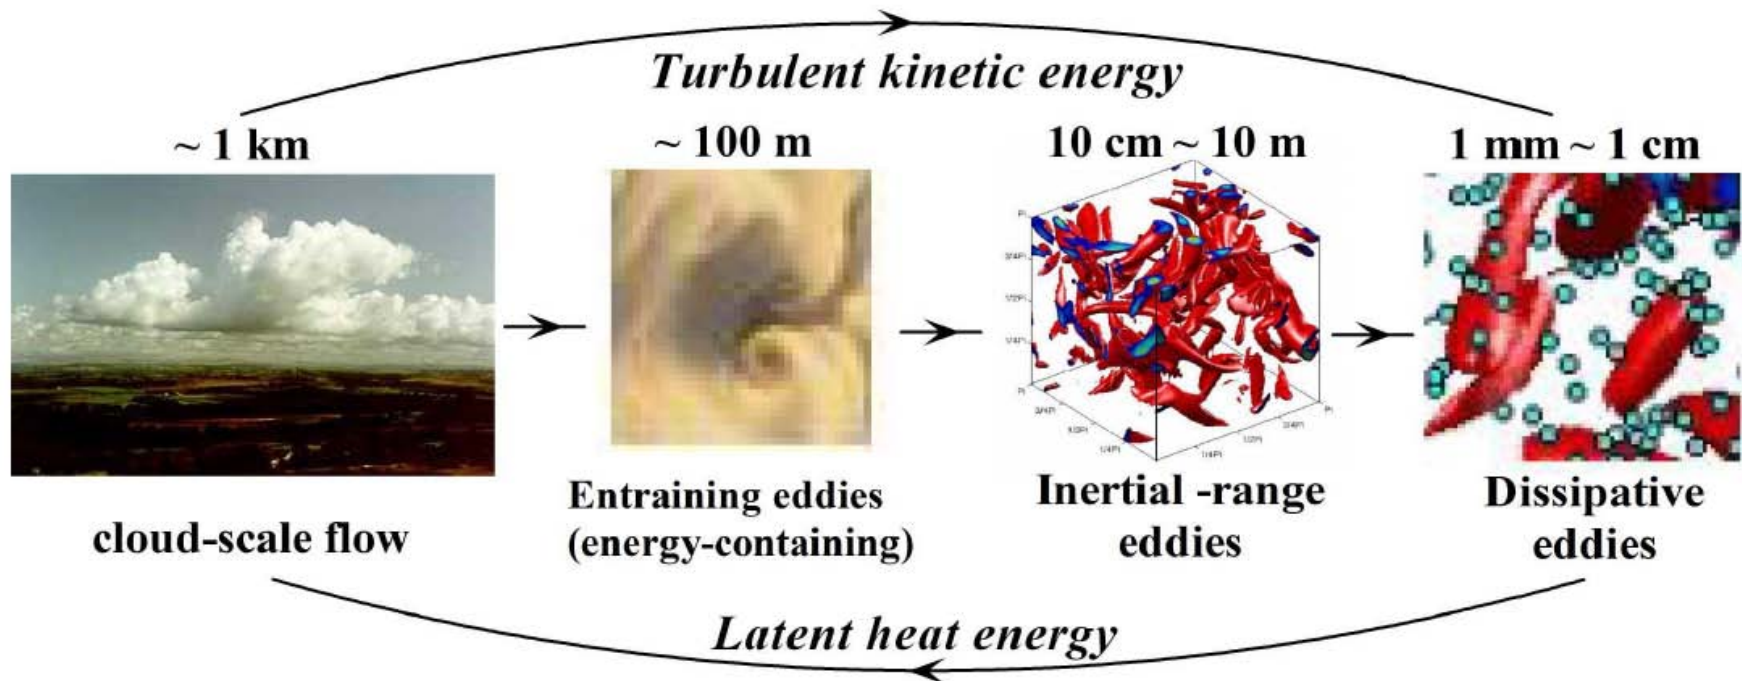 Turbulent kinetic energy
~ 1 km
~ 100 m
10 cm ~ 10 m
1 mm ~ 1 cm
cloud-scale flow
Entraining eddies
(energy-containing)
Inertial -range
eddies
Dissipative
eddies
Latent heat energy